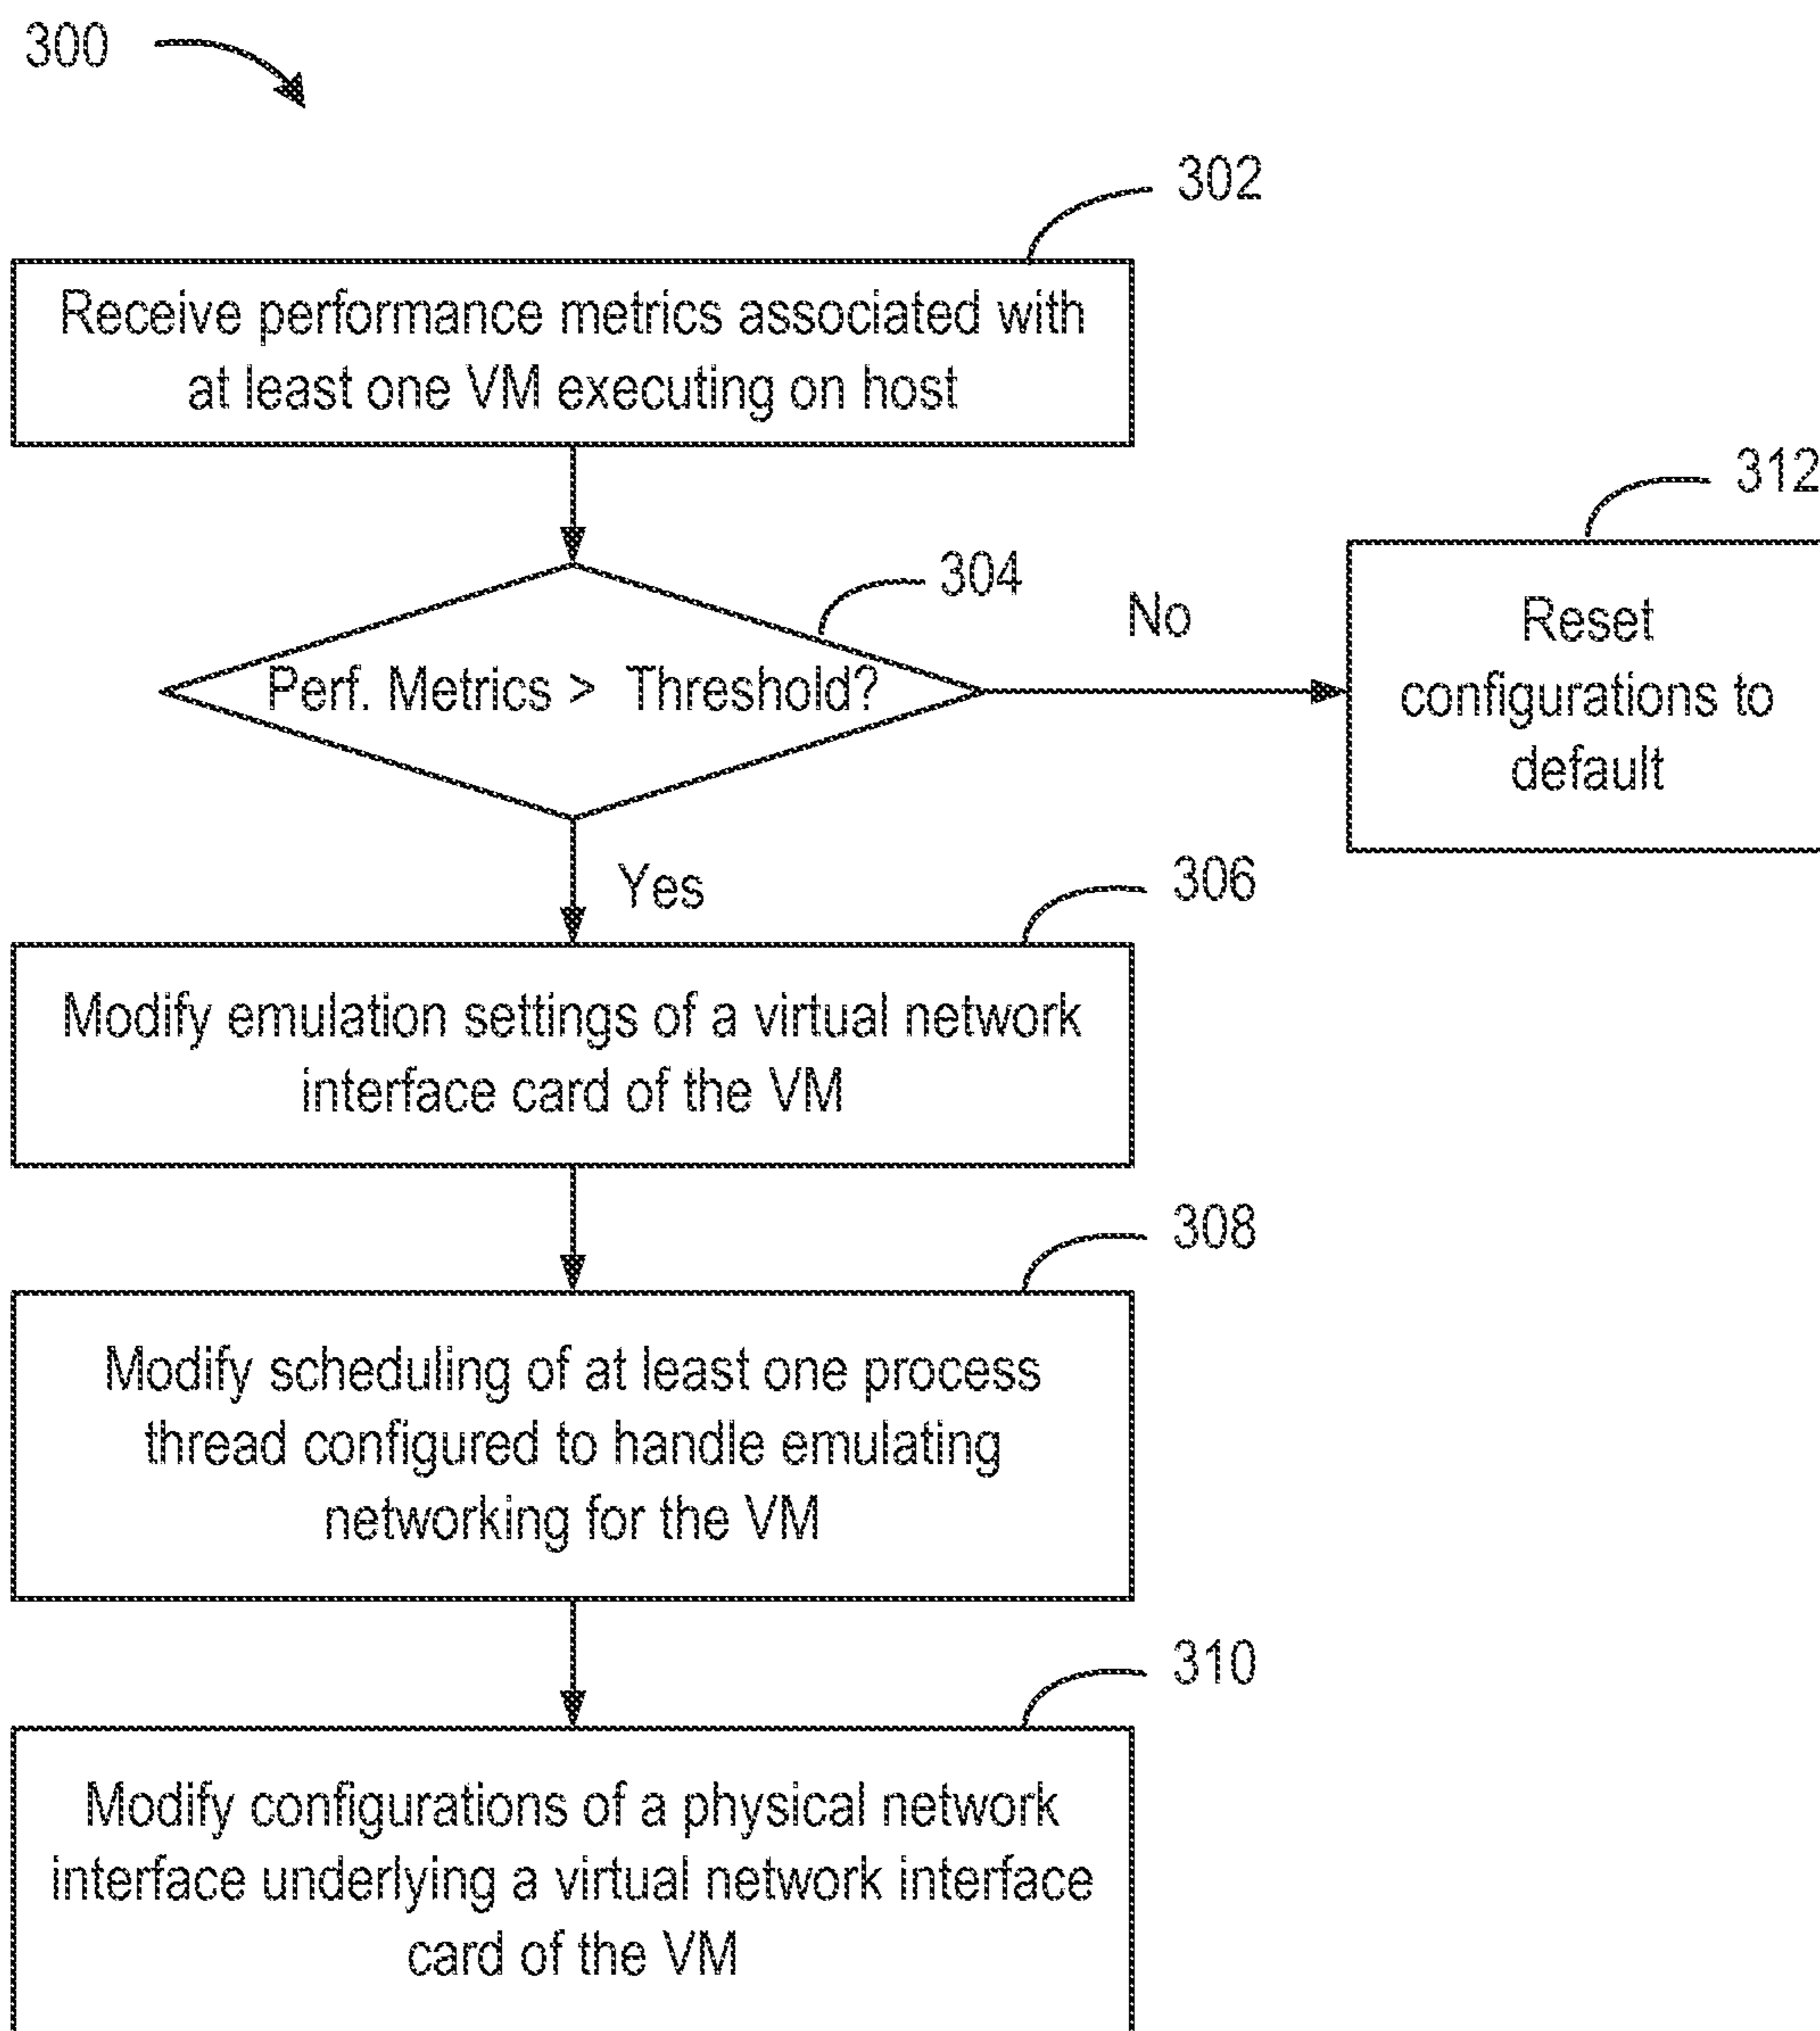 300
302
Receive performance metrics associated with
at least one VM executing on host
312
304
No
Perf. Metrics > Threshold?
Reset
configurations to
default
Yes
306
Modify emulation settings of a virtual network
interface card of the VM
308
Modify scheduling of at least one process
thread configured to handle emulating
networking for the VM
310
Modify configurations of a physical network
interface underlying a virtual network interface
card of the VM